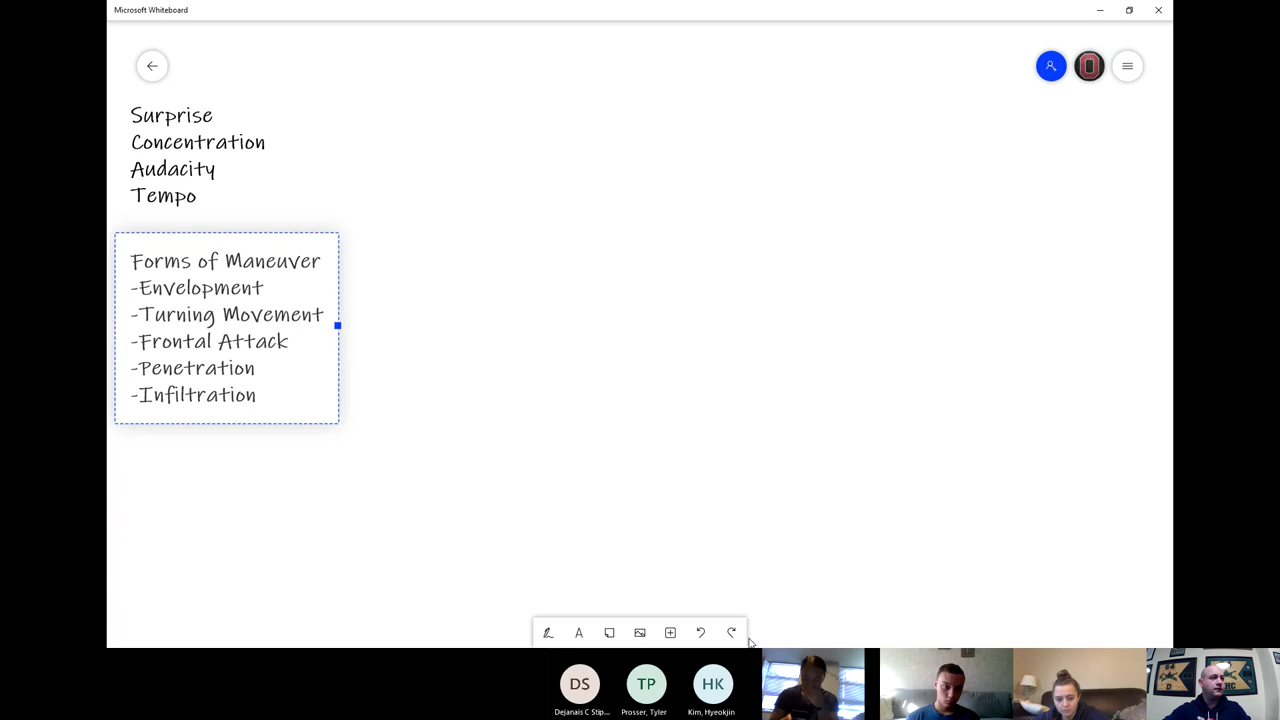 Microsoft Whiteboard
Surprise
Concentration
Audacity
Tempo
Forms of Maneuver
-Envelopment
-Turning Movement
-Frontal Attack
-Penetration
-Infiltration
A
DS
TP
HK
Dejanais C Stip...
Prosser, Tyler
Kim, Hyeokjin